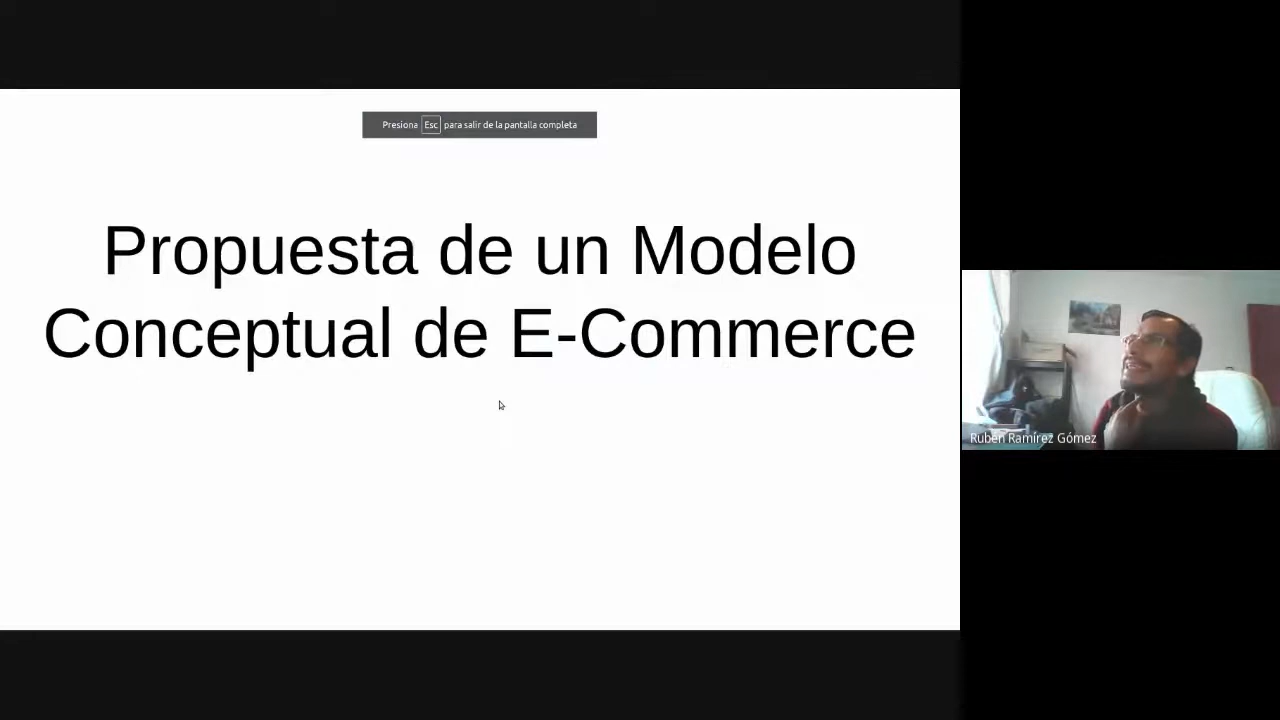 Presiona Esc para salir de la pantalla completa
Propuesta de un Modelo
Conceptual de E-Commerce
Rubén Ramírez Gómez